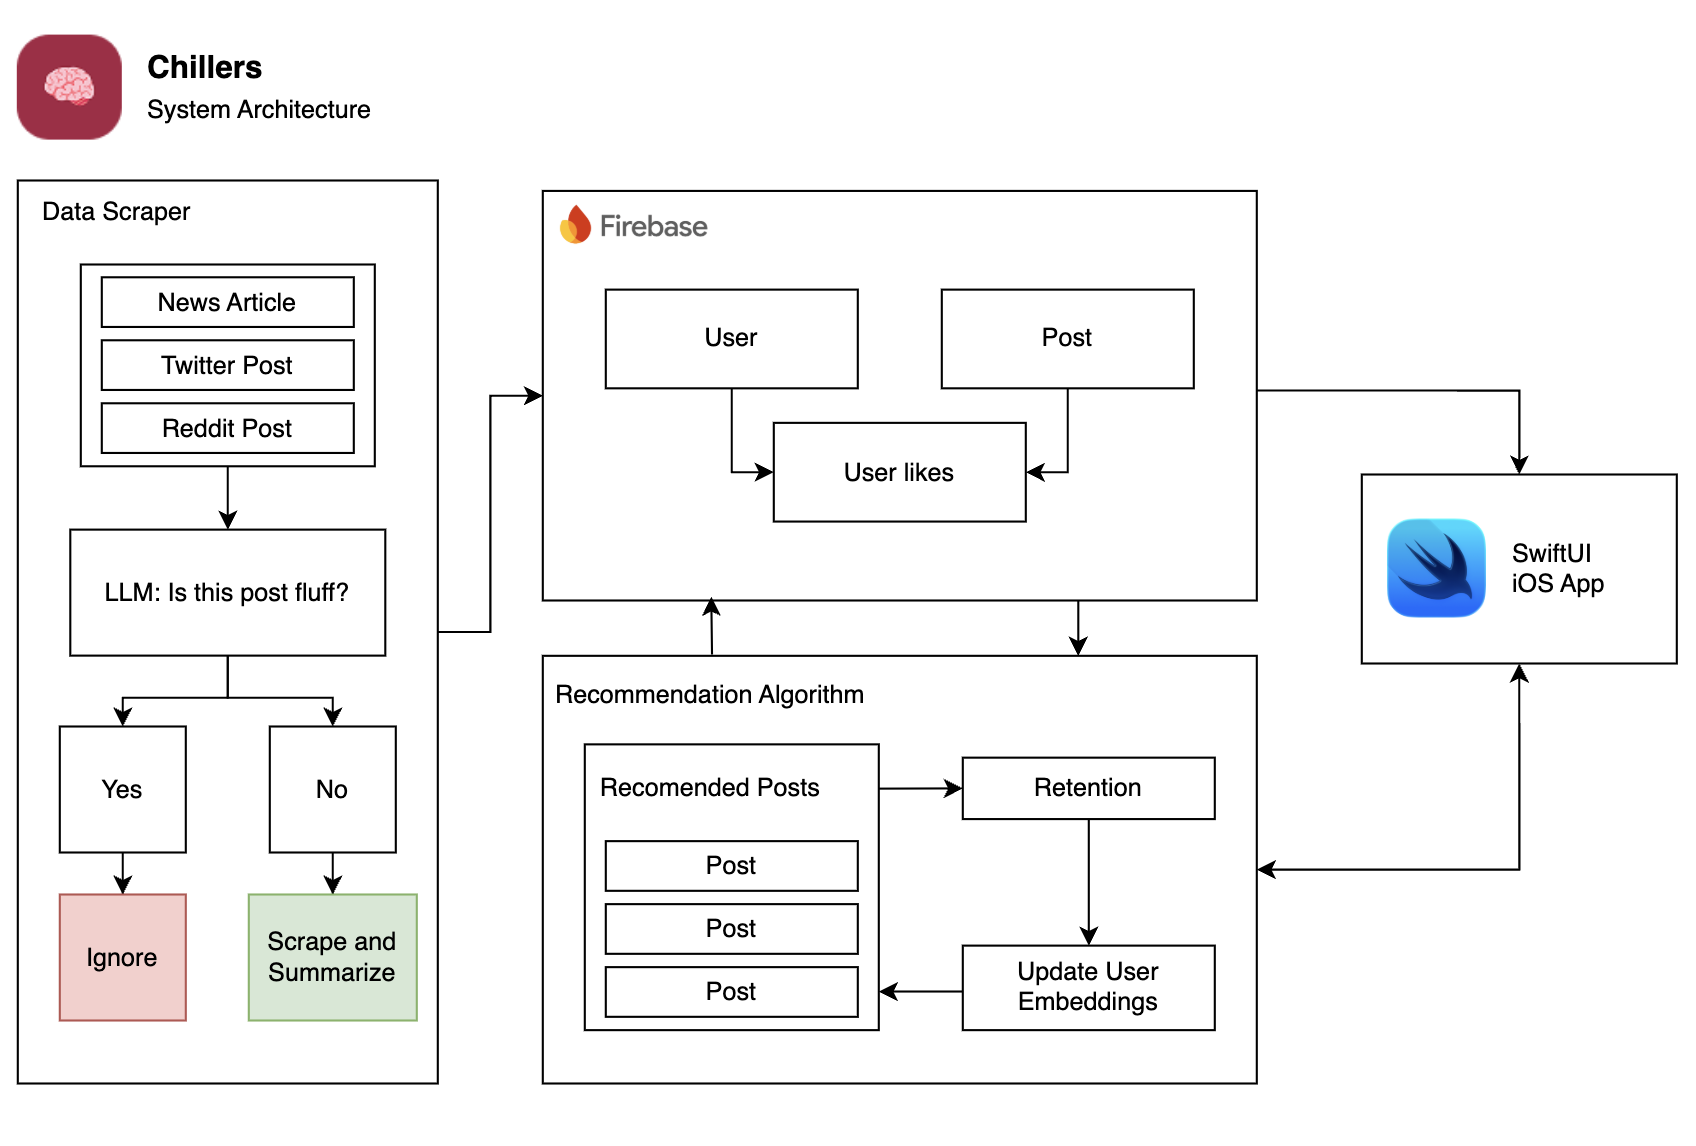 Chillers
System Architecture
Data Scraper
News Article
Twitter Post
Reddit Post
LLM: Is this post fluff?
Yes
No
Ignore
Scrape and
Summarize
Firebase
User
Post
User likes
Recommendation Algorithm
Recomended Posts
Post
Post
Post
Retention
Update User
Embeddings
SwiftUI
iOS App